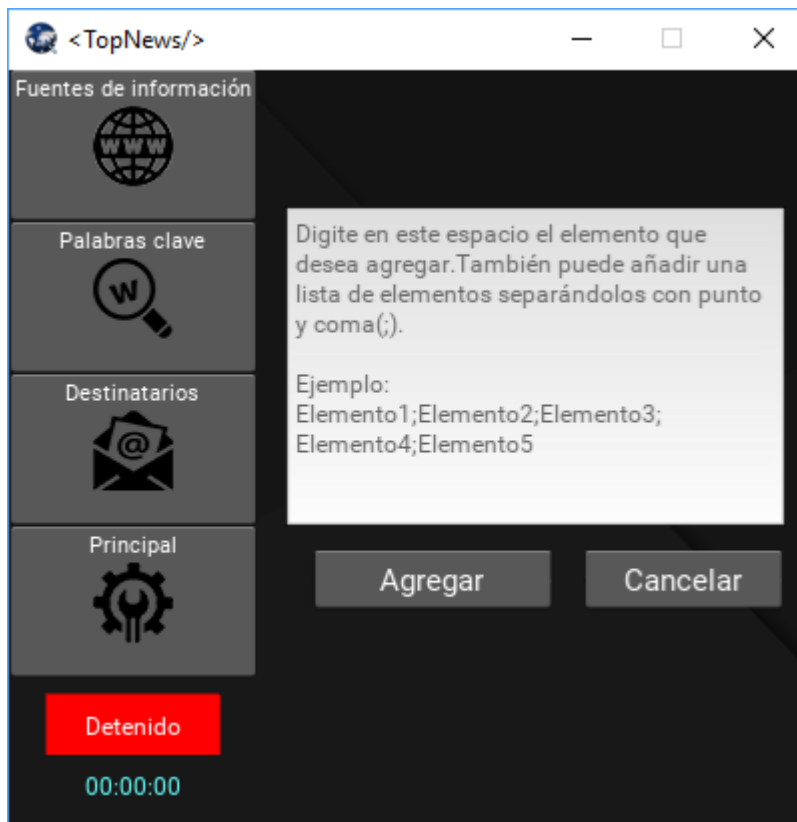 <TopNews/>
Fuentes de información
www
Palabras clave
w
Destinatarios
@
Principal
Detenido
00:00:00
Digite en este espacio el elemento que
desea agregar.También puede añadir una
lista de elementos separándolos con punto
y coma(;).
Ejemplo:
Elemento1;Elemento2;Elemento3;
Elemento4;Elemento5
Agregar
Cancelar